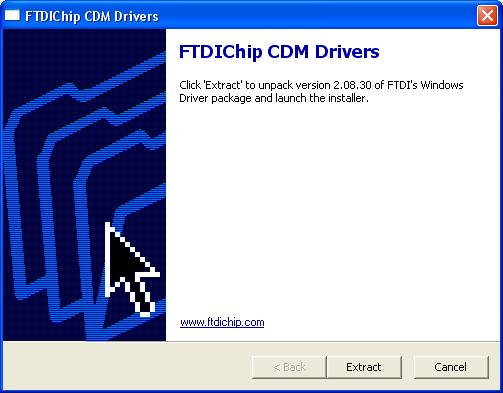 FTDIChip CDM Drivers
FTDIChip CDM Drivers
Click 'Extract' to unpack version 2.08.30 of FTDI's Windows
Driver package and launch the installer.
www.ftdichip.com
< Back
Extract
Cancel